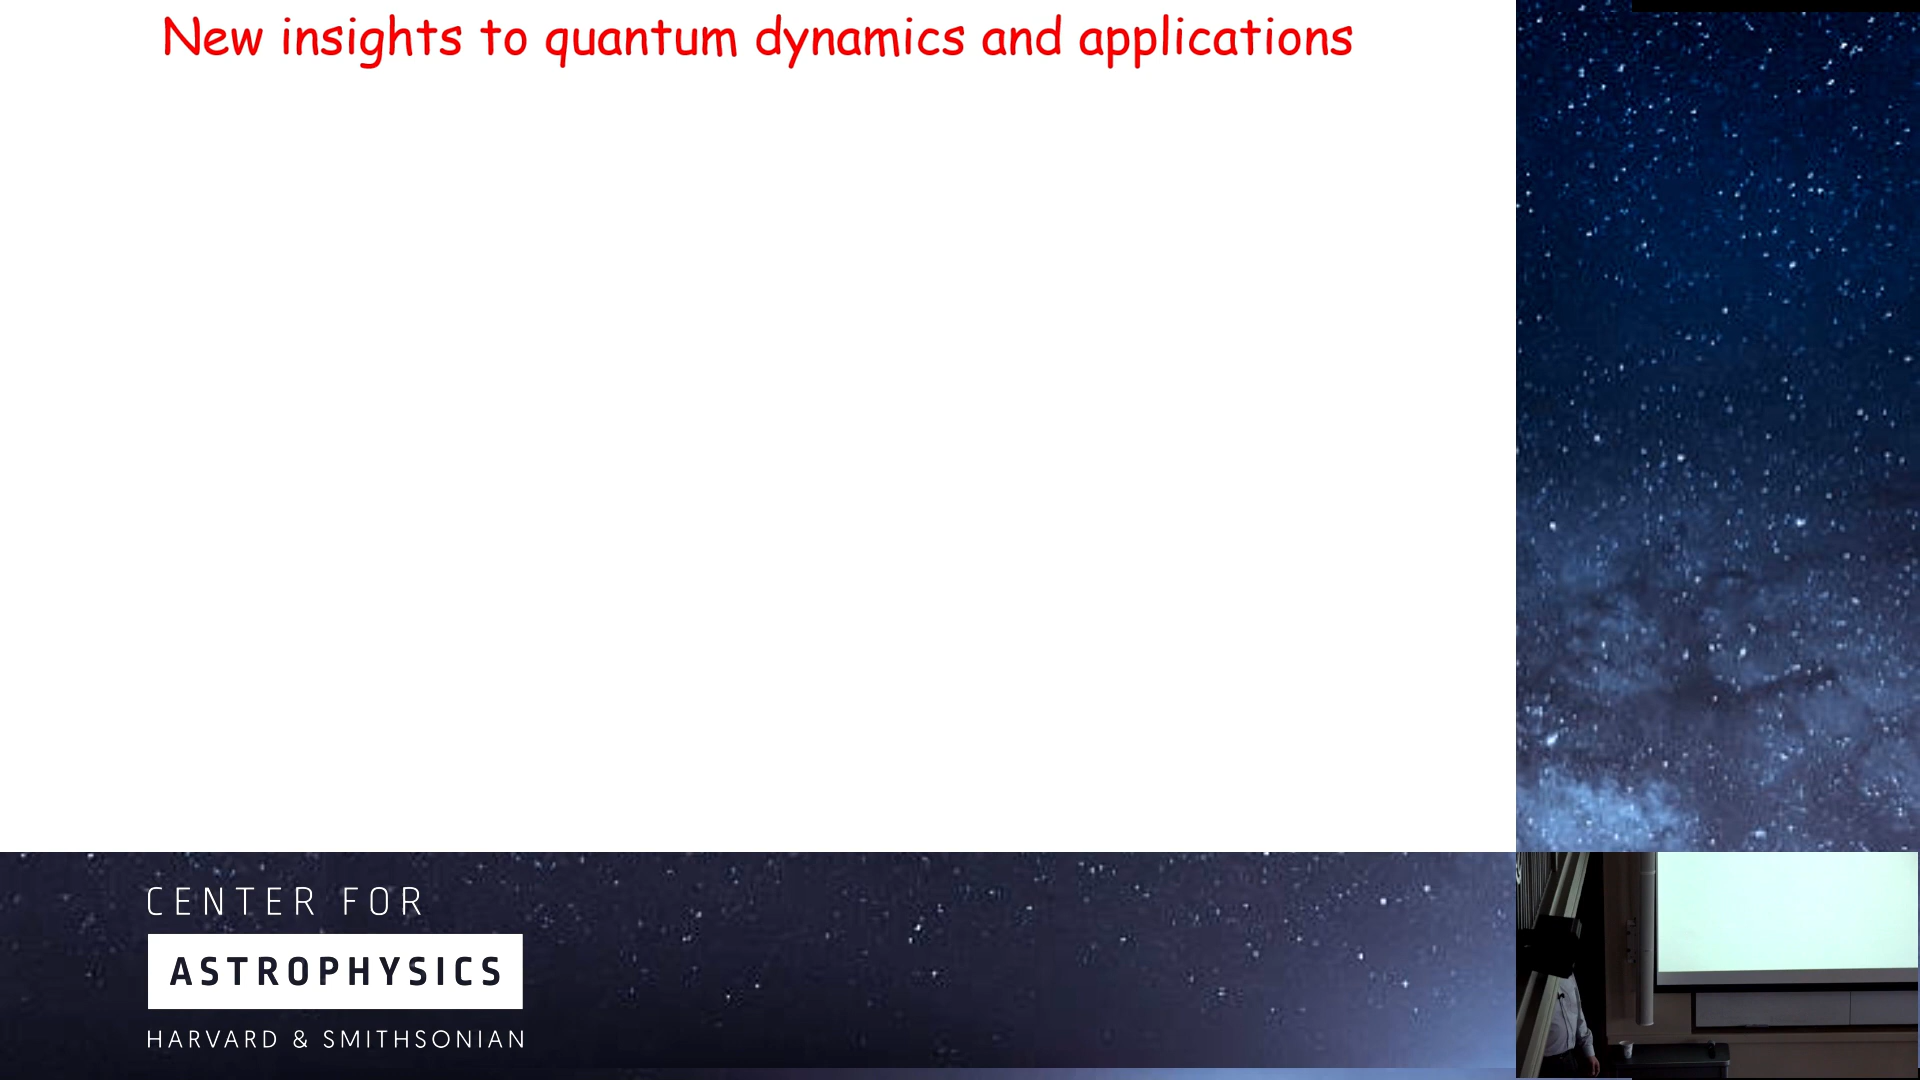 New insights to quantum dynamics and applications
CENTER FOR
ASTROPHYSICS
HARVARD & SMITHSONIAN